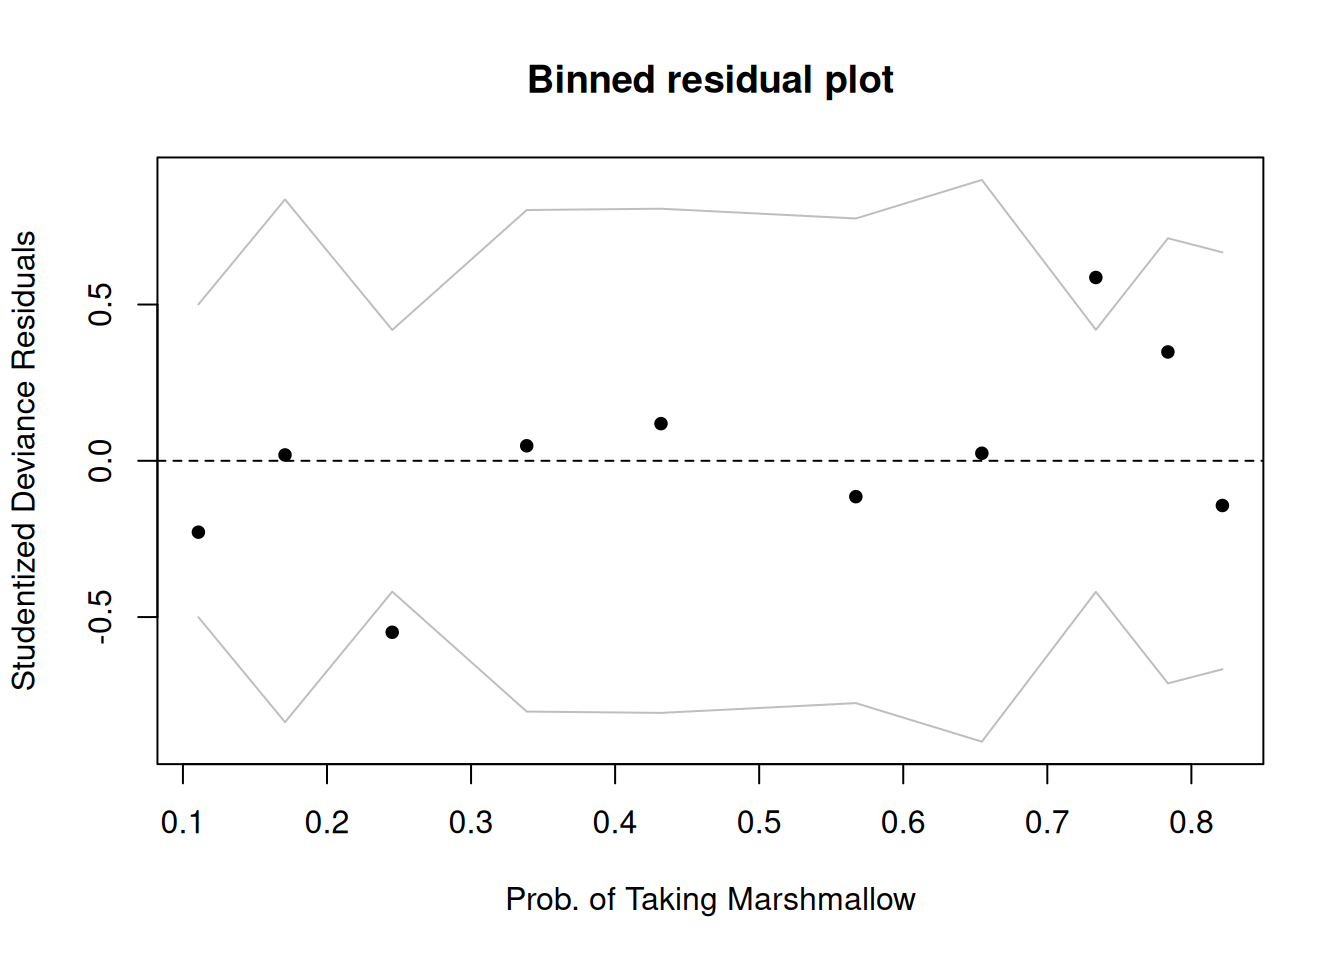 Binned residual plot
Studentized Deviance Residuals
0.5
0.0
-0.5
0.1 0.2 0.3 0.4 0.5 0.6 0.7 0.8
Prob. of Taking Marshmallow